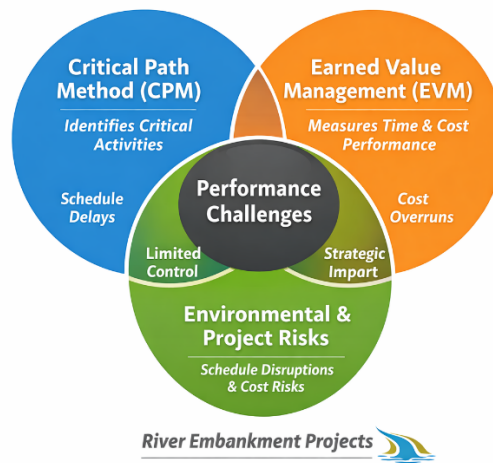 Critical Path
Method (CPM)
Identifies Critical
Activities
Schedule
Delays
Earned Value
Management (EVM)
Measures Time & Cost
Performance
Cost
Overruns
Performance
Challenges
Limited
Control
Strategic
Impart
Environmental &
Project Risks
Schedule Disruptions
& Cost Risks
River Embankment Projects